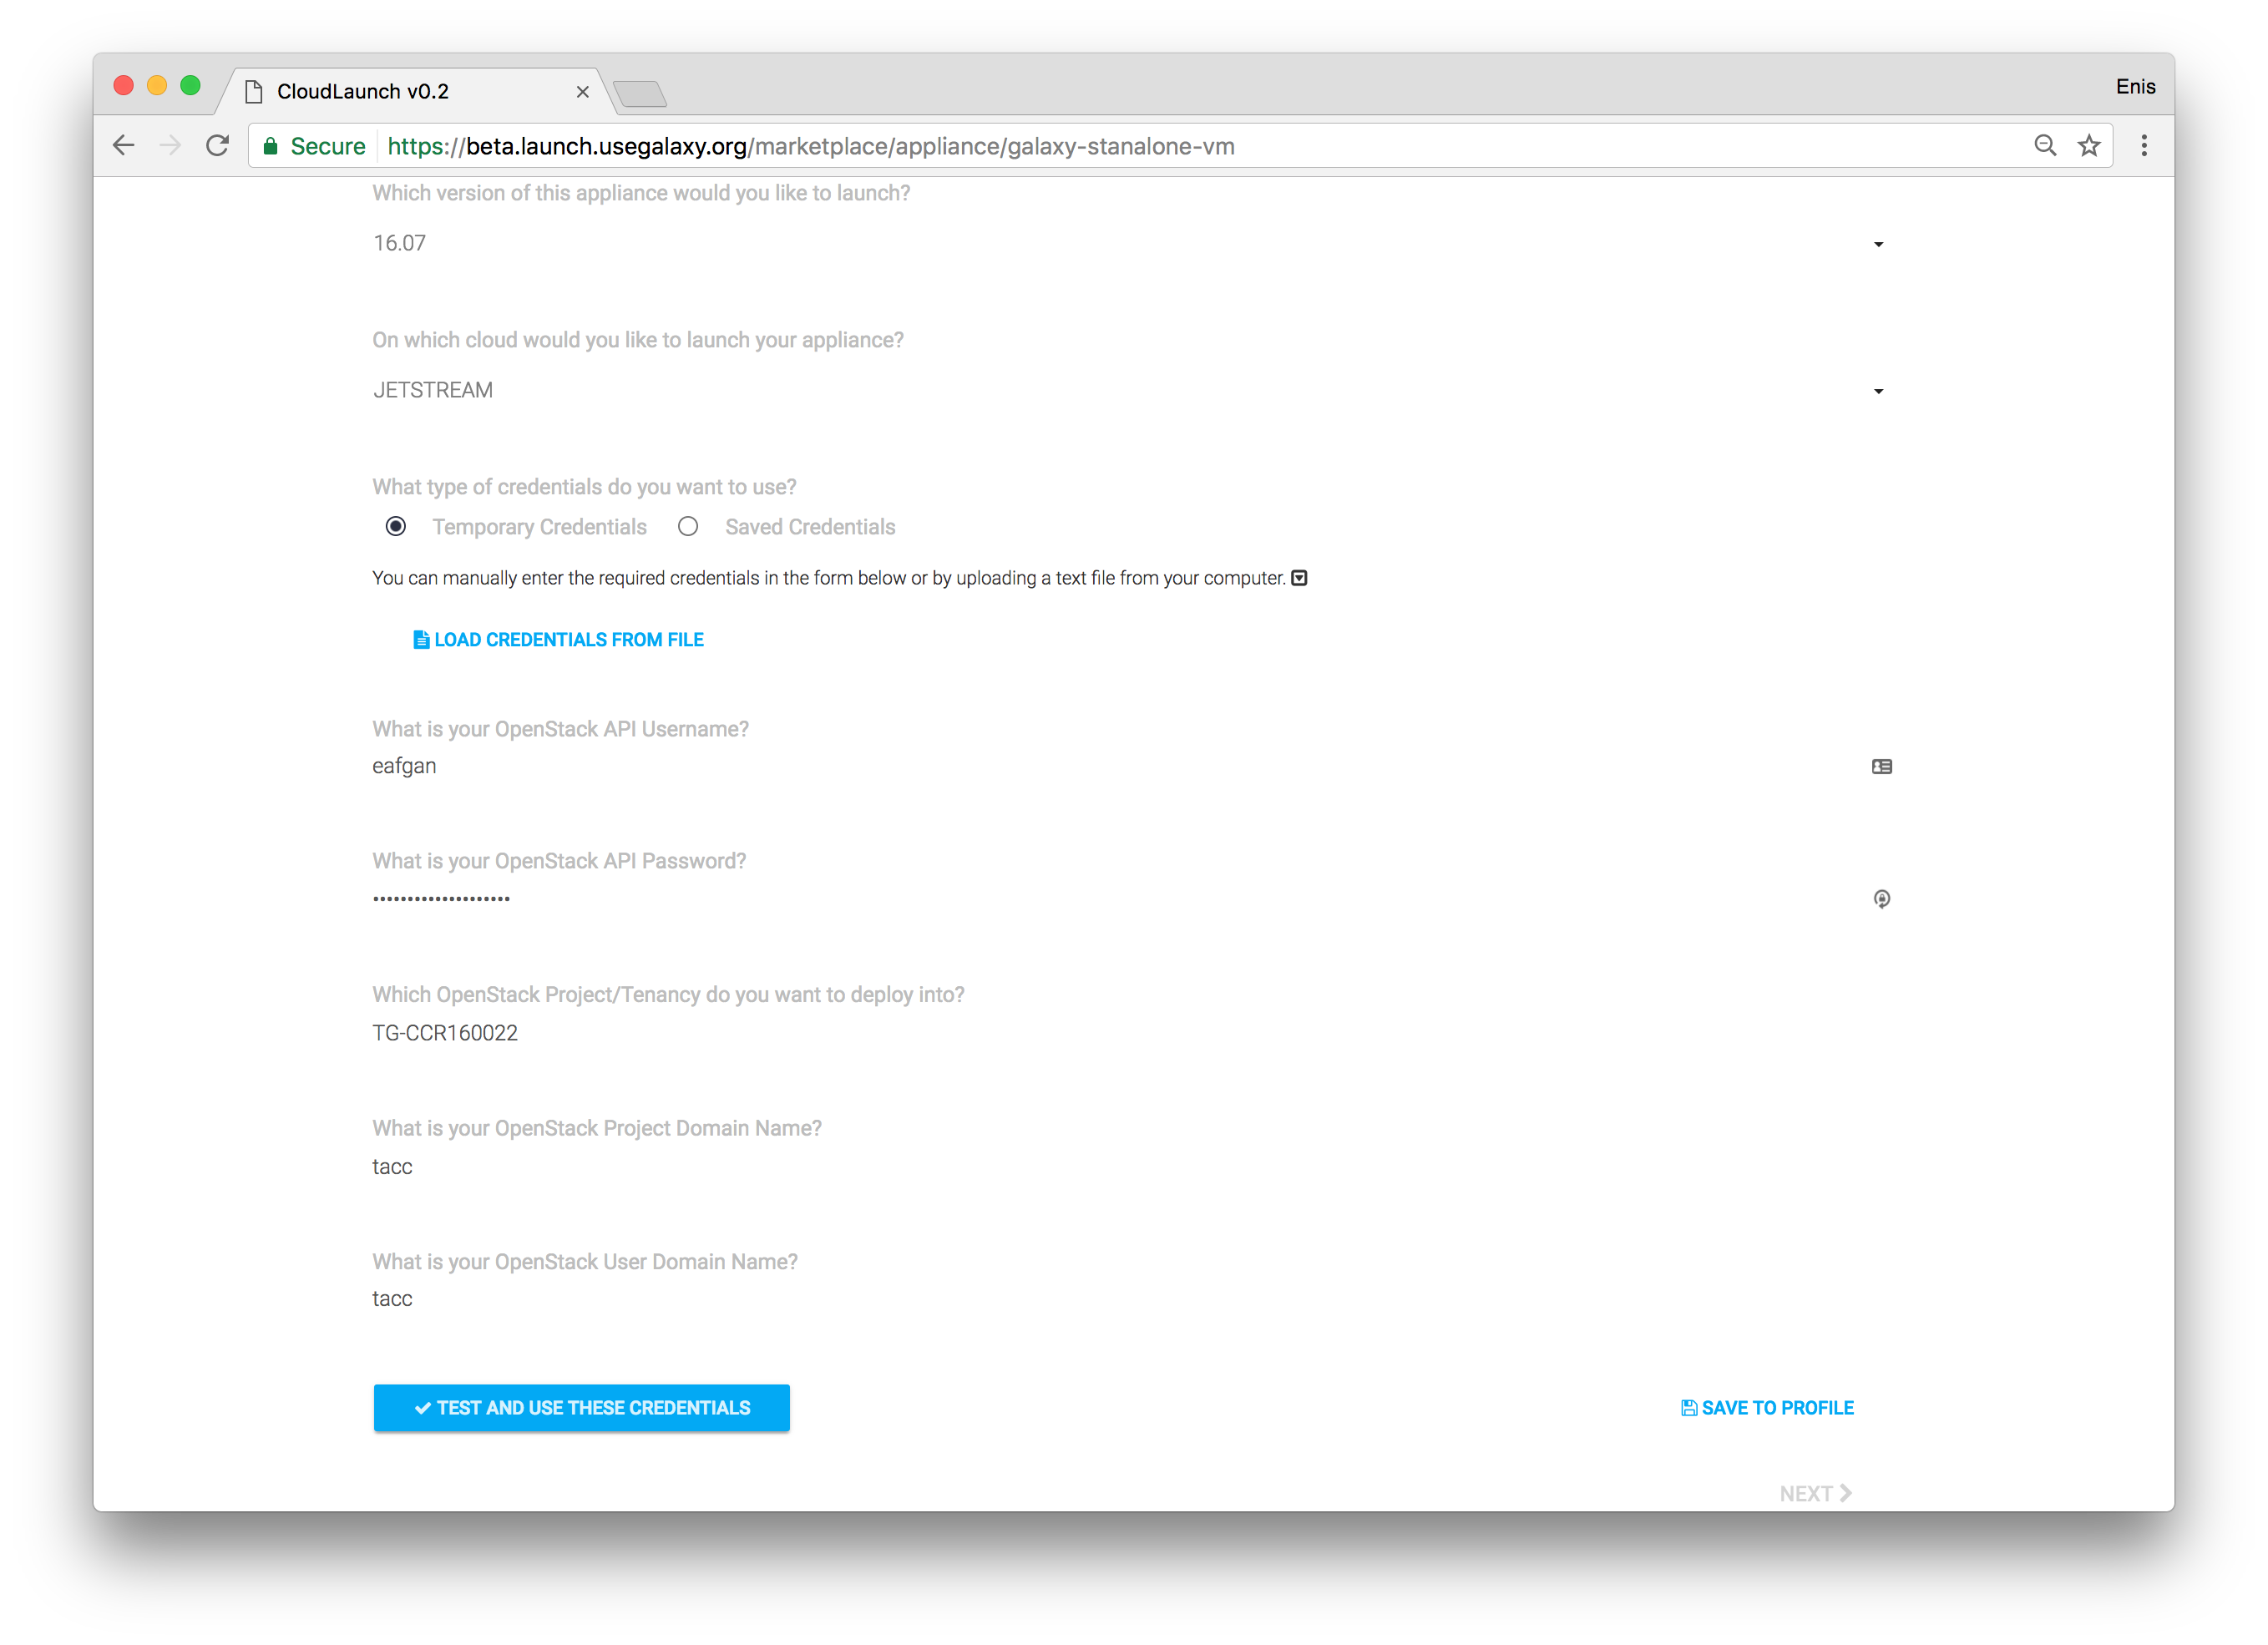 CloudLaunch v0.2
Enis
Secure https://beta.launch.usegalaxy.org/marketplace/appliance/galaxy-stanalone-vm
Which version of this appliance would you like to launch?
16.07
On which cloud would you like to launch your appliance?
JETSTREAM
What type of credentials do you want to use?
Temporary Credentials Saved Credentials
You can manually enter the required credentials in the form below or by uploading a text file from your computer.
LOAD CREDENTIALS FROM FILE
What is your OpenStack API Username?
eafgan
What is your OpenStack API Password?
••••••••••••••••••••
Which OpenStack Project/Tenancy do you want to deploy into?
TG-CCR160022
What is your OpenStack Project Domain Name?
tacc
What is your OpenStack User Domain Name?
tacc
TEST AND USE THESE CREDENTIALS SAVE TO PROFILE
NEXT